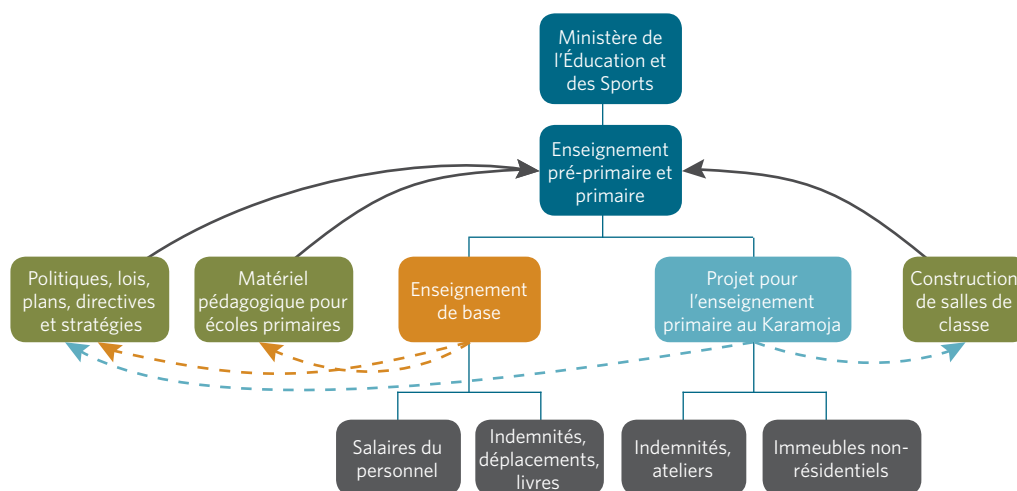 Ministère de
l'Éducation et
des Sports
Enseignement
pré-primaire et
primaire
Politiques, lois,
plans, directives
et stratégies
Matériel
pédagogique pour
écoles primaires
Enseignement
de base
Projet pour
l'enseignement
primaire au Karamoja
Construction
de salles de
classe
Salaires du
personnel
Indemnités,
déplacements,
livres
Indemnités,
ateliers
Immeubles non-
résidentiels